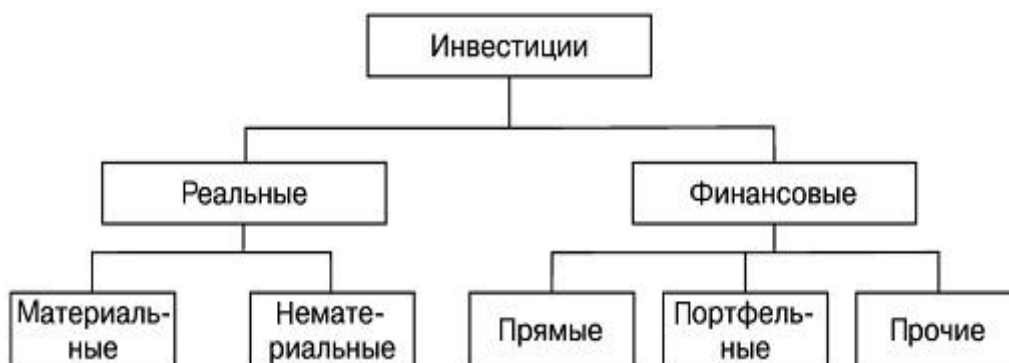 Инвестиции
Реальные
Финансовые
Материаль-
ные
Немате-
риальные
Прямые
Портфель-
ные
Прочие